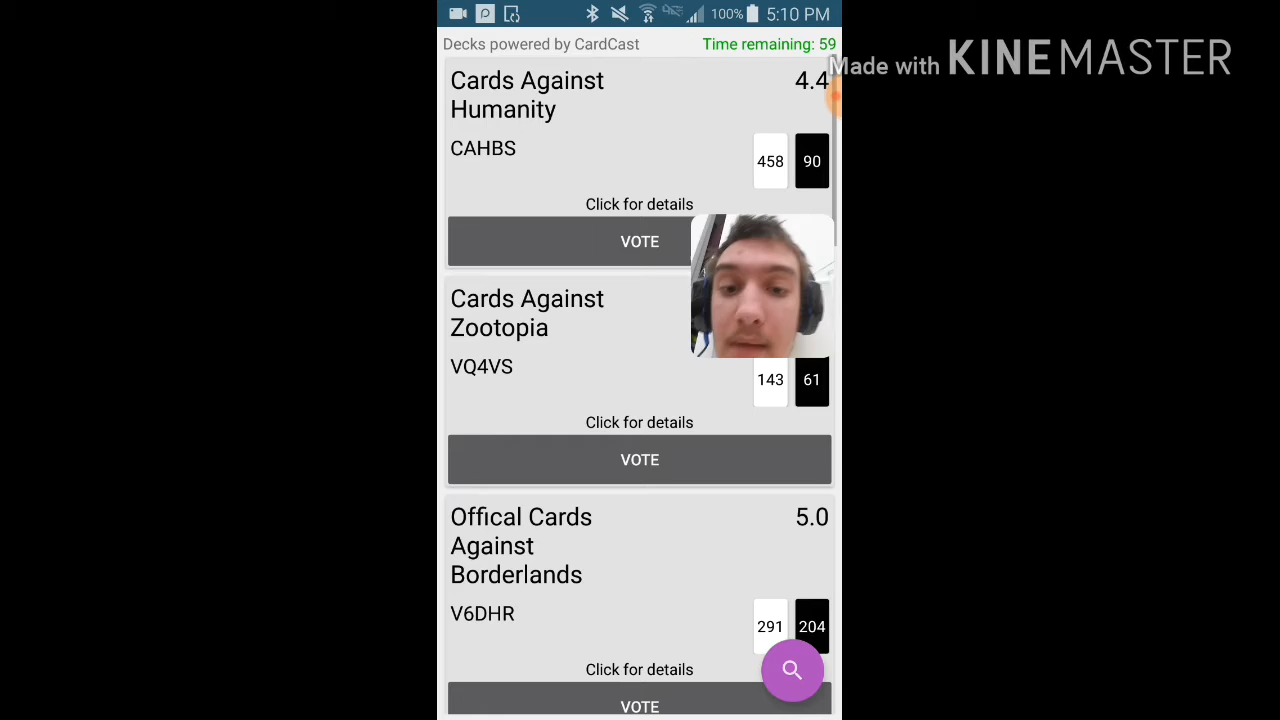 100% 5:10 PM
Decks powered by CardCast Time remaining: 59
Made with KINEMASTER
Cards Against
Humanity
4.4
CAHBS
458 90
Click for details
VOTE
Cards Against
Zootopia
VQ4VS
143 61
Click for details
VOTE
Offical Cards
Against
Borderlands
5.0
V6DHR
291 204
Click for details
VOTE